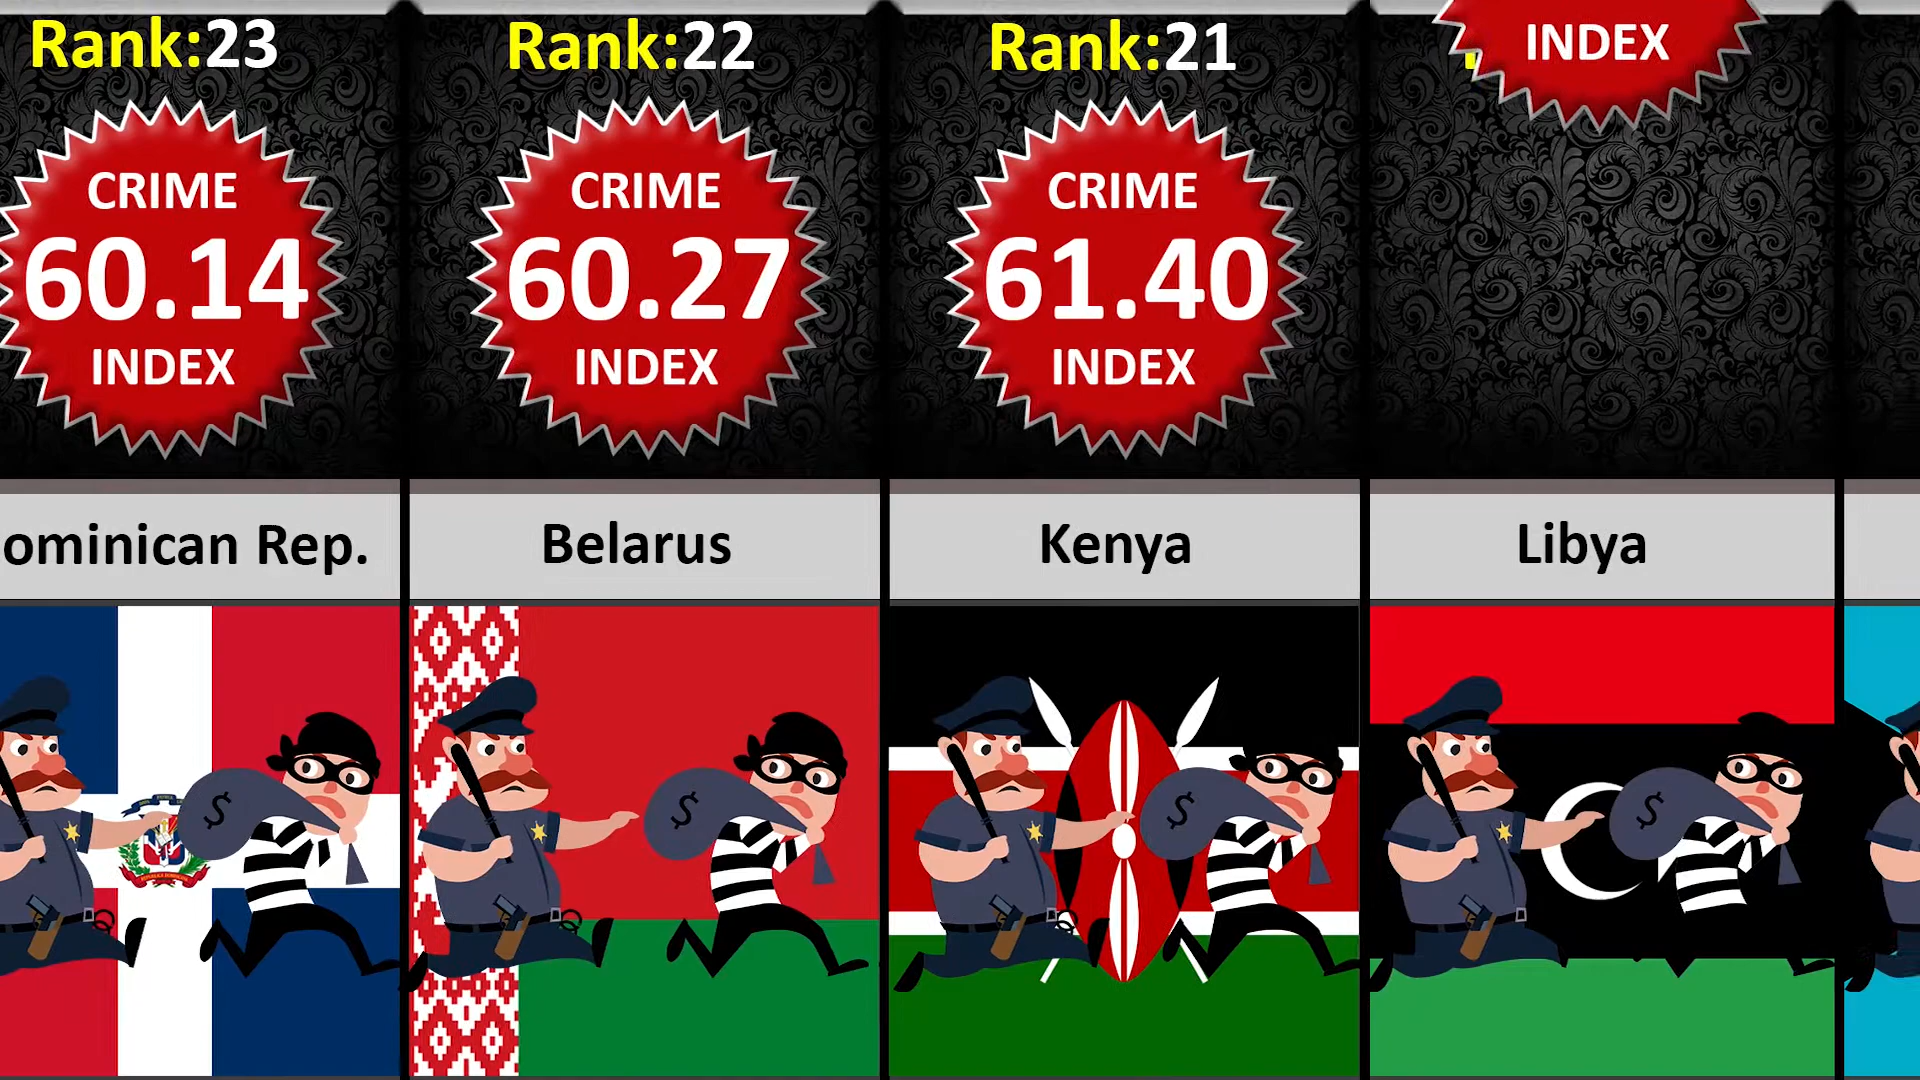 Rank:23
CRIME
60.14
INDEX
ominican Rep.
$
Rank:22
CRIME
60.27
INDEX
Belarus
$
Rank:21
CRIME
61.40
INDEX
Kenya
$
INDEX
Libya
$